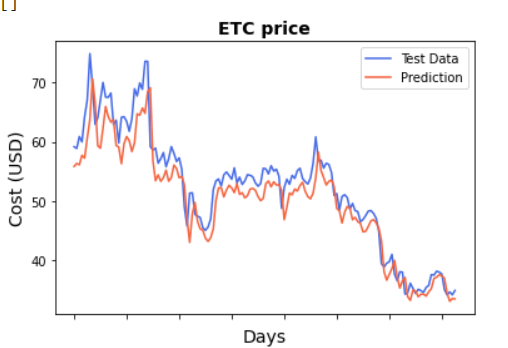 []
ETC price
Test Data
Prediction
70
60
50
40
Cost (USD)
Days